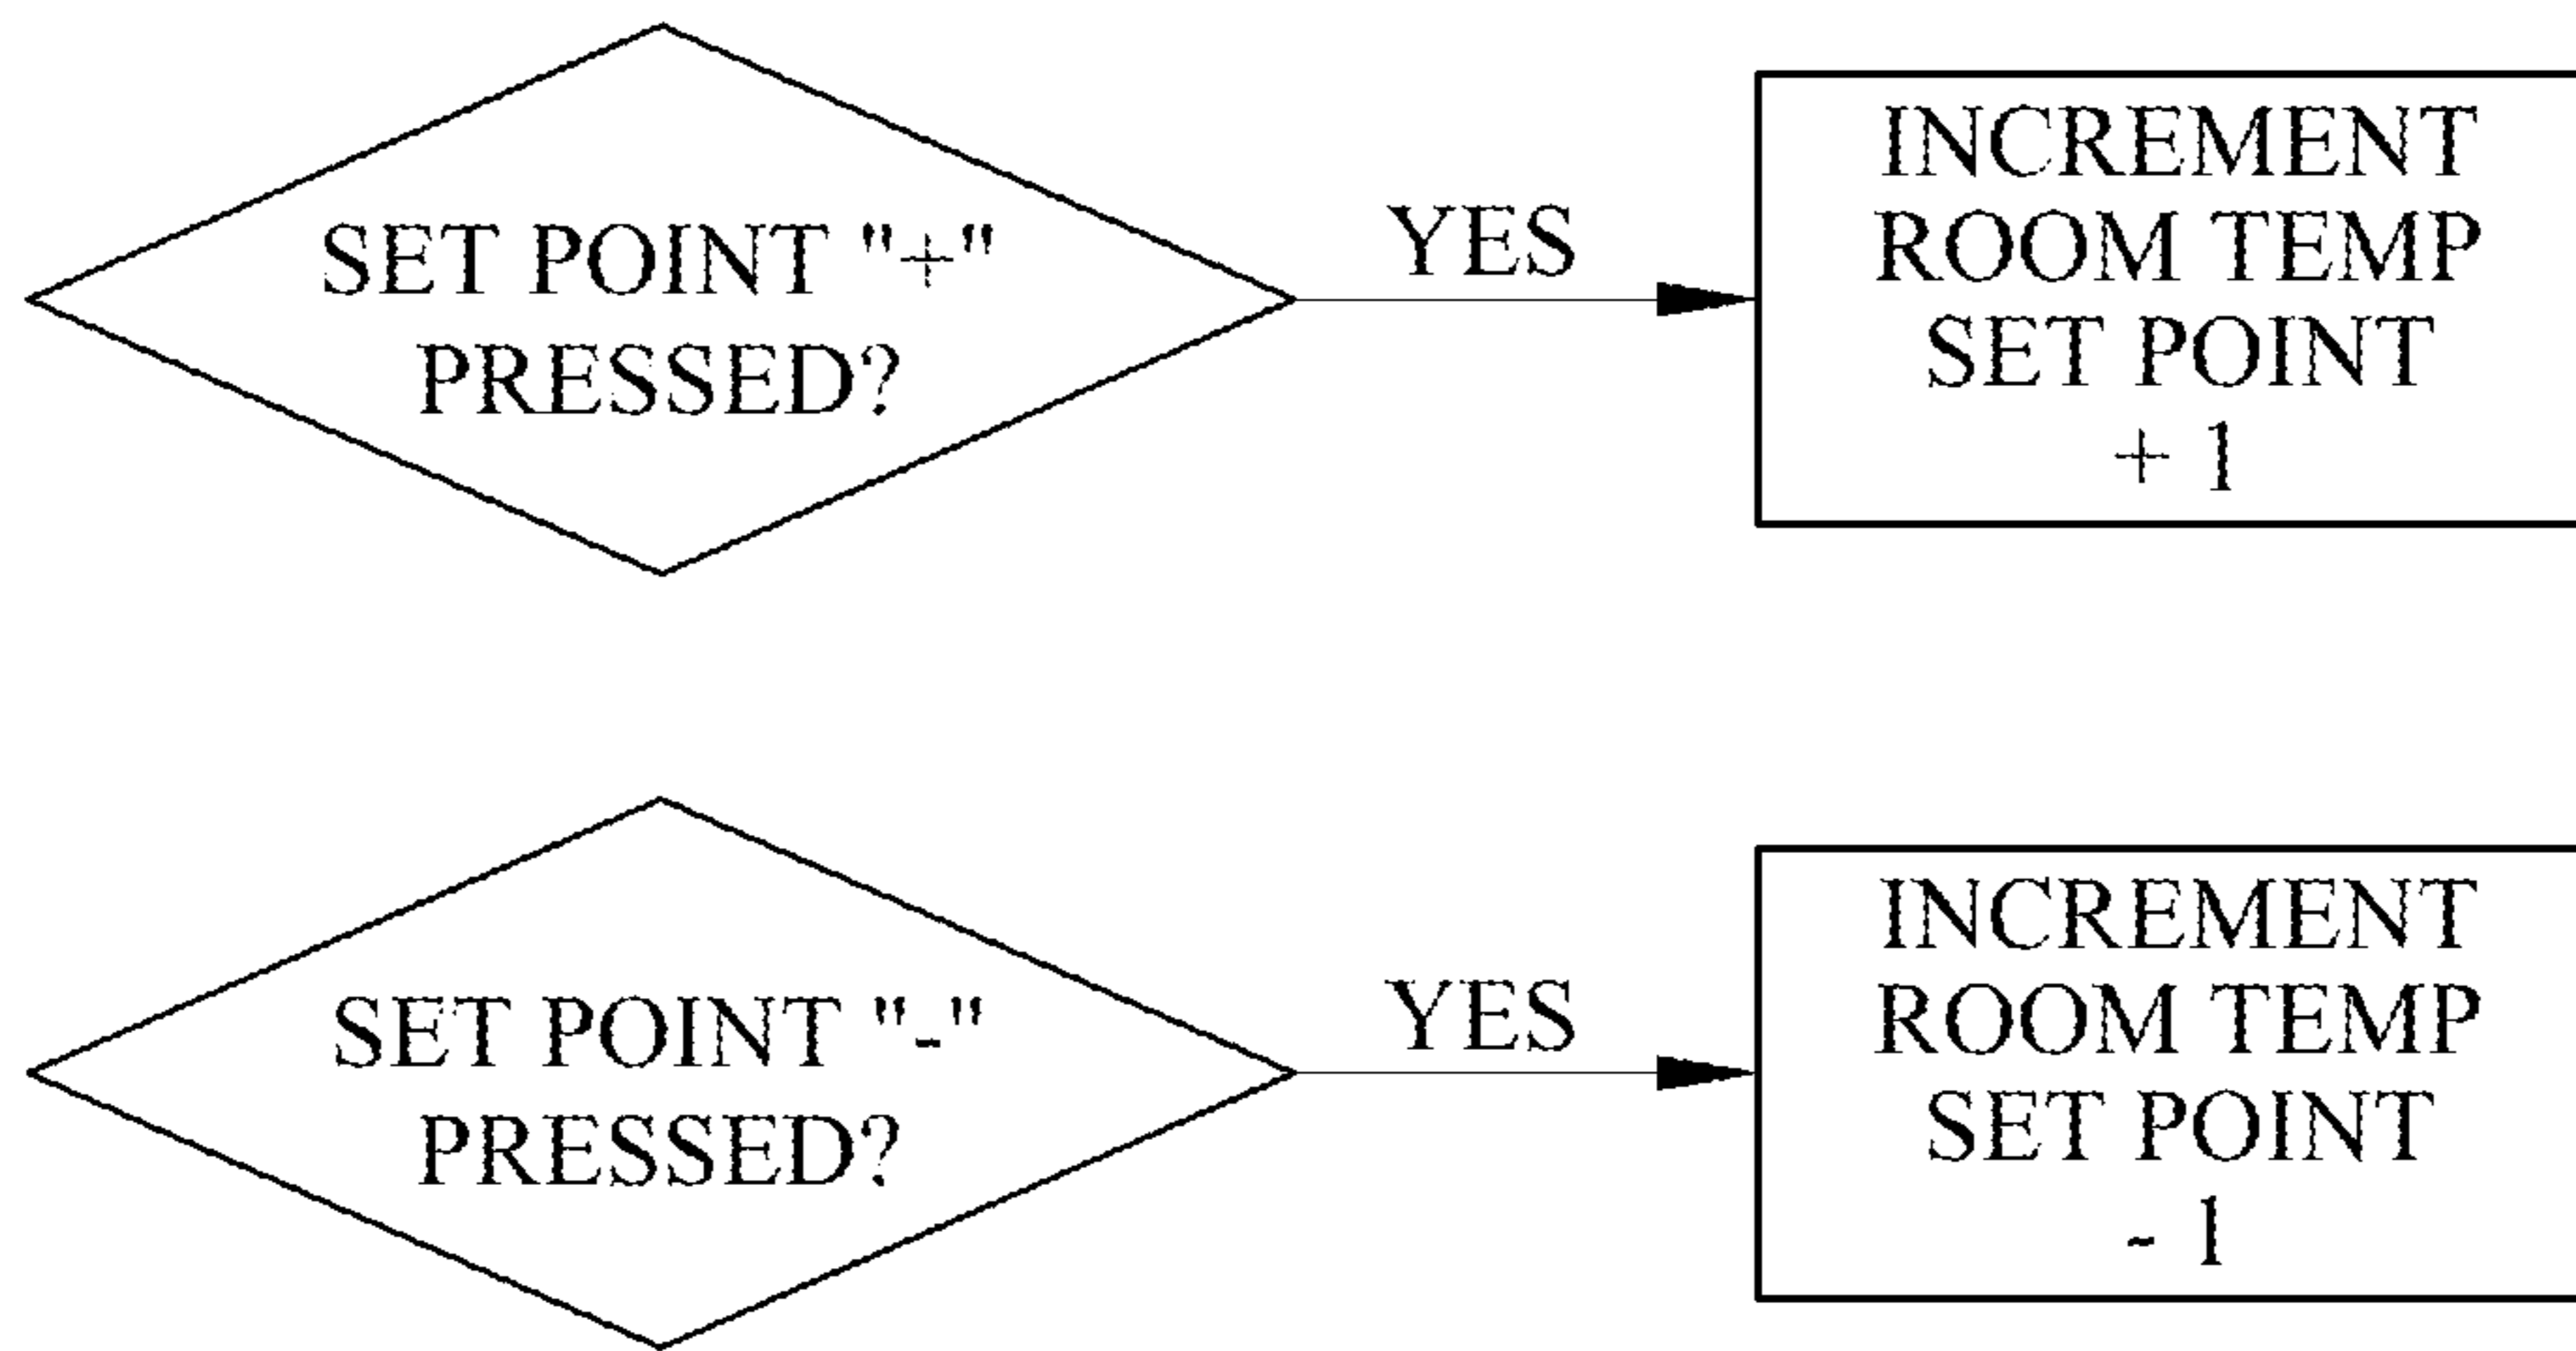 SET POINT "+"
PRESSED?
YES
INCREMENT
ROOM TEMP
SET POINT
+ 1
SET POINT "-"
PRESSED?
YES
INCREMENT
ROOM TEMP
SET POINT
- 1